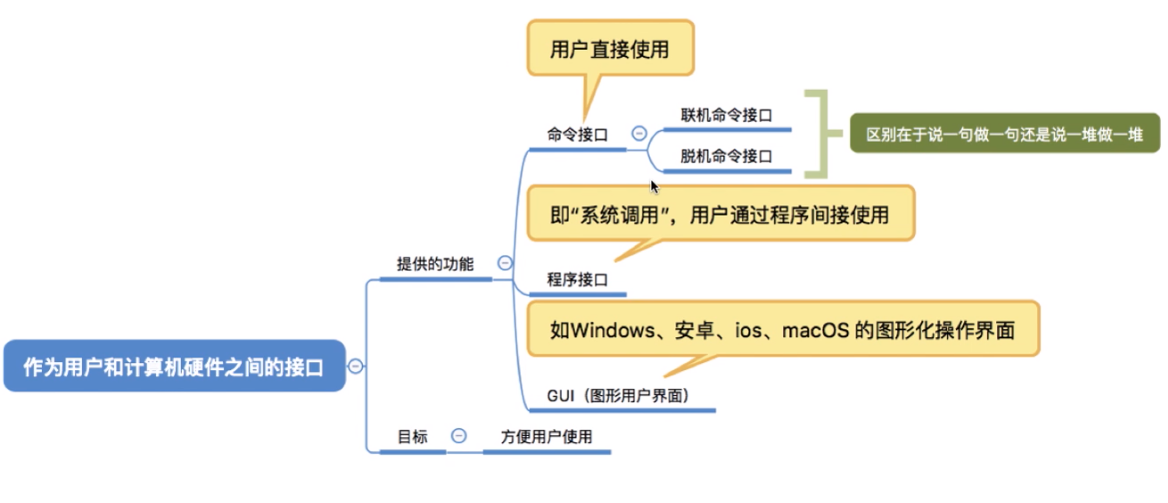 用户直接使用
联机命令接口
命令接口
区别在于说一句做一句还是说一堆做一堆
脱机命令接口
即“系统调用”，用户通过程序间接使用
提供的功能
程序接口
如Windows、安卓、ios、macOS 的图形化操作界面
作为用户和计算机硬件之间的接口
GUI（图形用户界面）
目标
方便用户使用